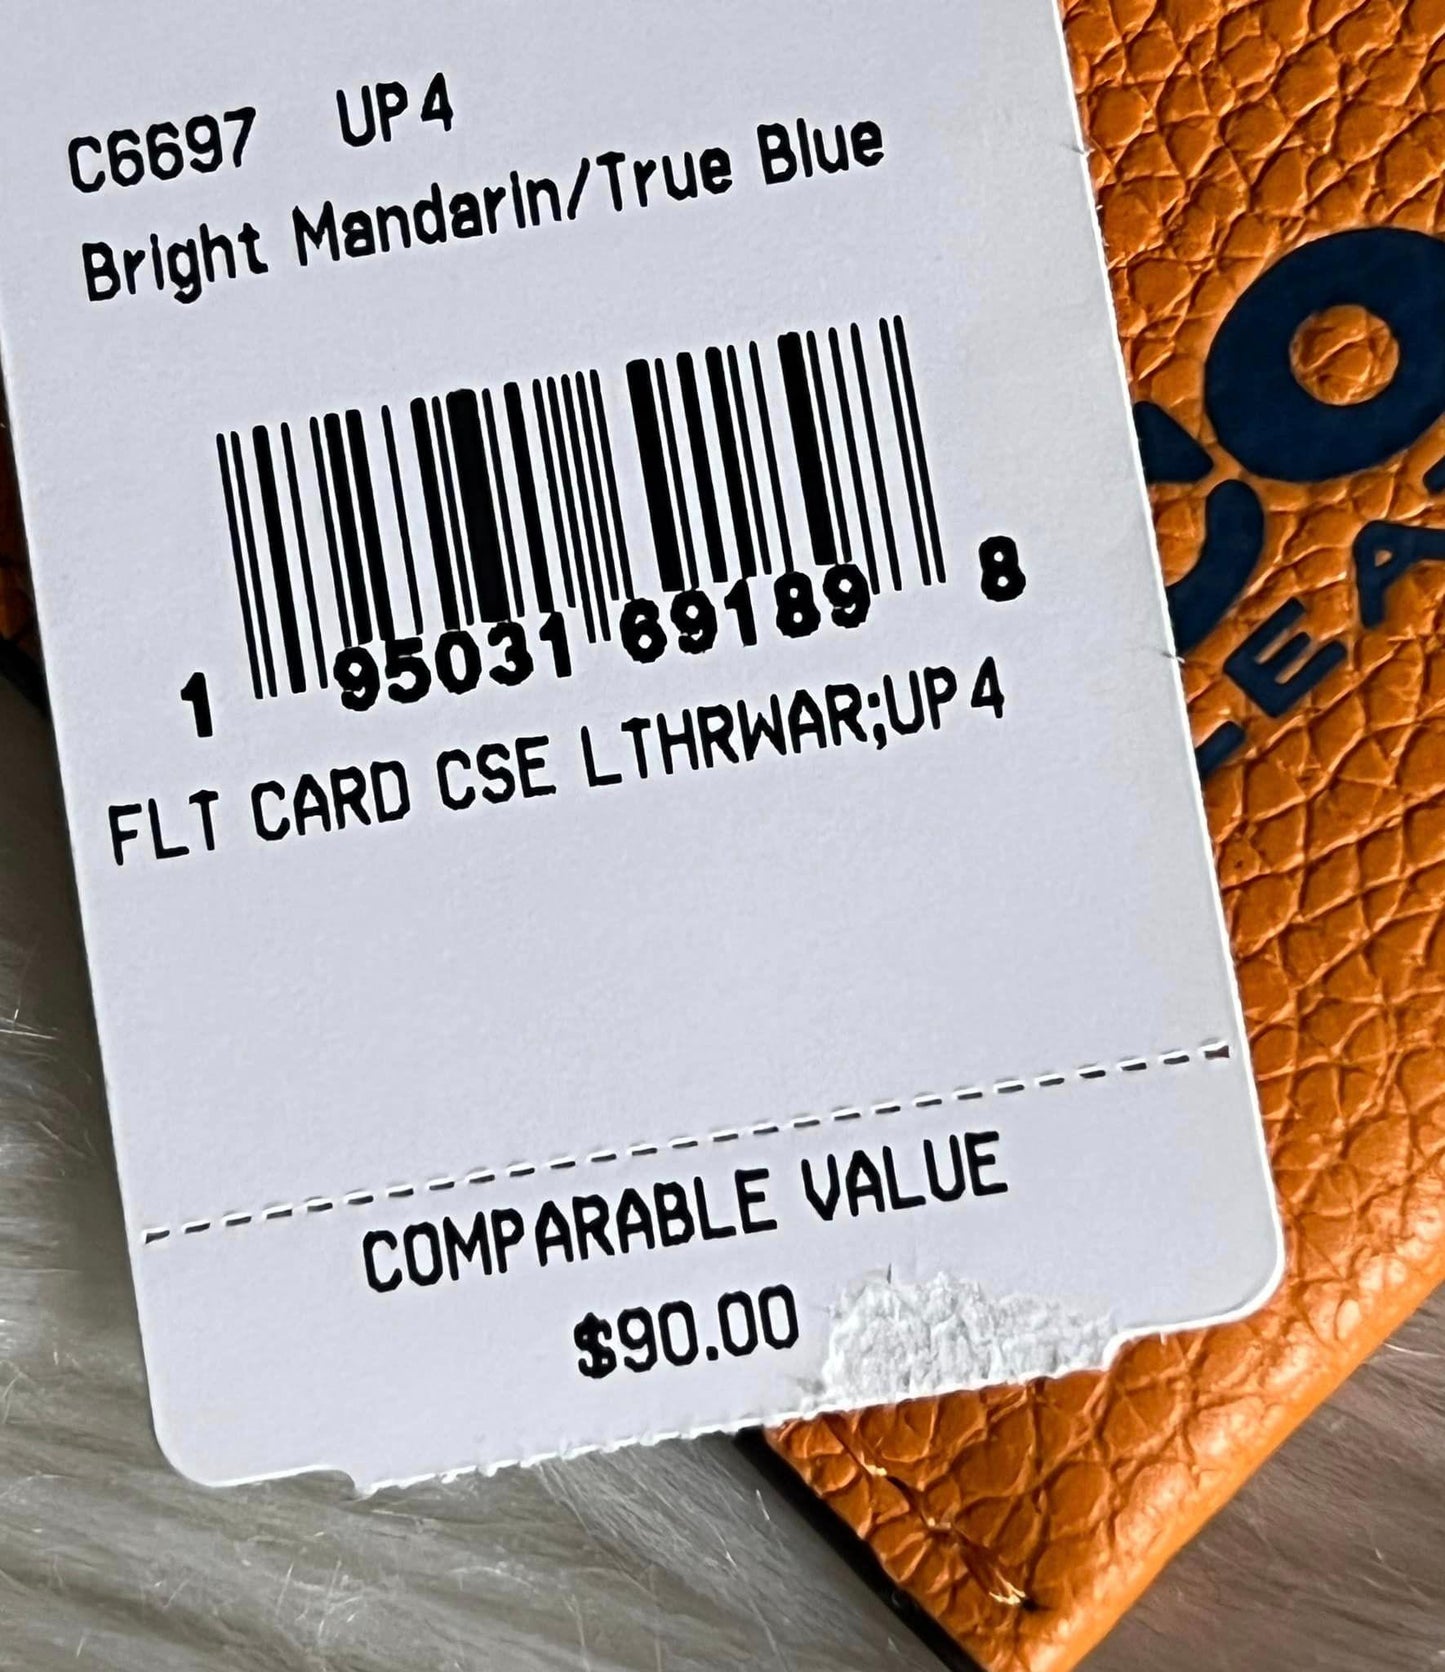 C6697 UP4
Bright Mandarin/True Blue
1 95031 69189 8
FLT CARD CSE LTHRWAR;UP4
COMPARABLE VALUE
$90.00